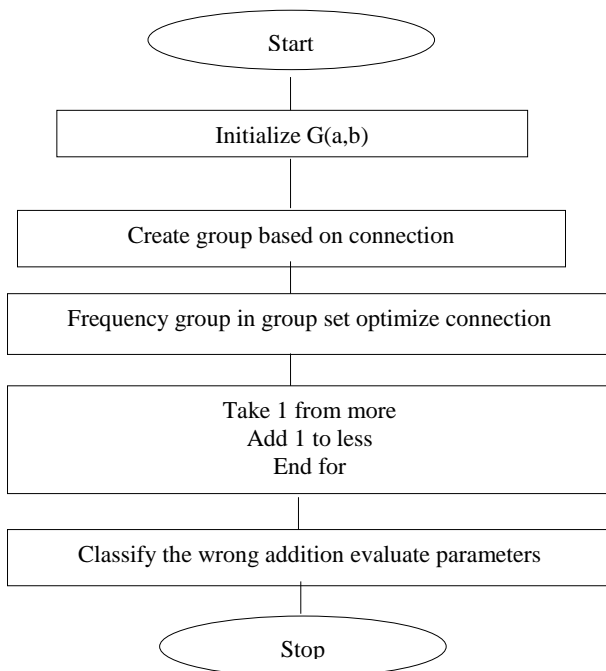 Start
Initialize G(a,b)
Create group based on connection
Frequency group in group set optimize connection
Take 1 from more
Add 1 to less
End for
Classify the wrong addition evaluate parameters
Stop